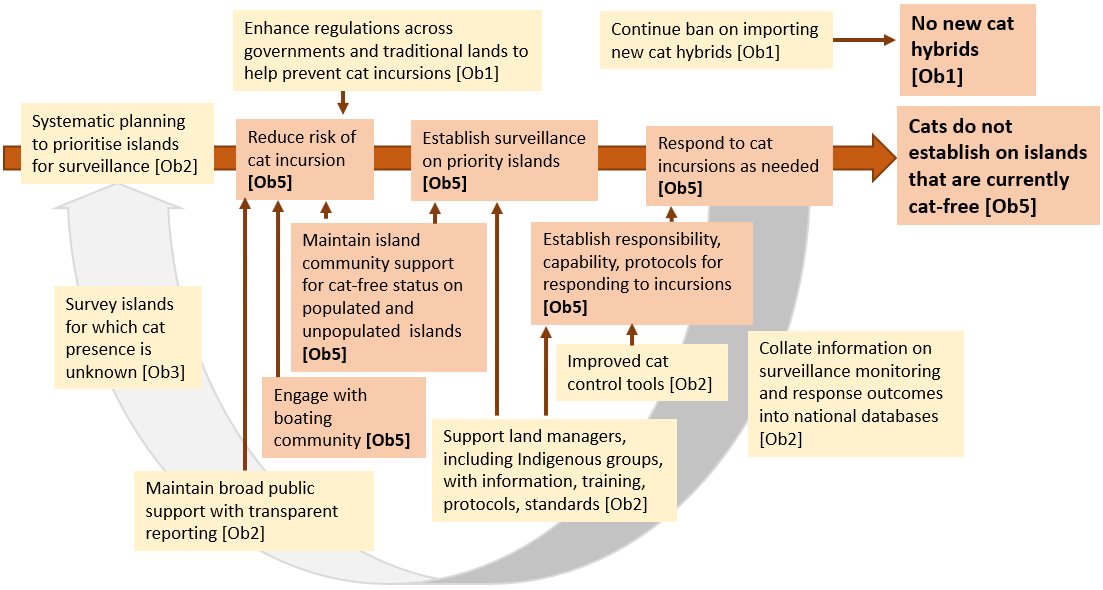 Enhance regulations across
governments and traditional lands to
help prevent cat incursions [Ob1]
Continue ban on importing
new cat hybrids [Ob1]
No new cat
hybrids
[Ob1]
Systematic planning
to prioritise islands
for surveillance [Ob2]
Reduce risk of
cat incursion
[Ob5]
Establish surveillance
on priority islands
[Ob5]
Respond to cat
incursions as needed
[Ob5]
Cats do not
establish on islands
that are currently
cat-free [Ob5]
Maintain island
community support
for cat-free status on
populated and
unpopulated islands
[Ob5]
Establish responsibility,
capability, protocols for
responding to incursions
[Ob5]
Survey islands
for which cat
presence is
unknown [Ob3]
Engage with
boating
community [Ob5]
Improved cat
control tools [Ob2]
Collate information on
surveillance monitoring
and response outcomes
into national databases
[Ob2]
Support land managers,
including Indigenous groups,
with information, training,
protocols, standards [Ob2]
Maintain broad public
support with transparent
reporting [Ob2]